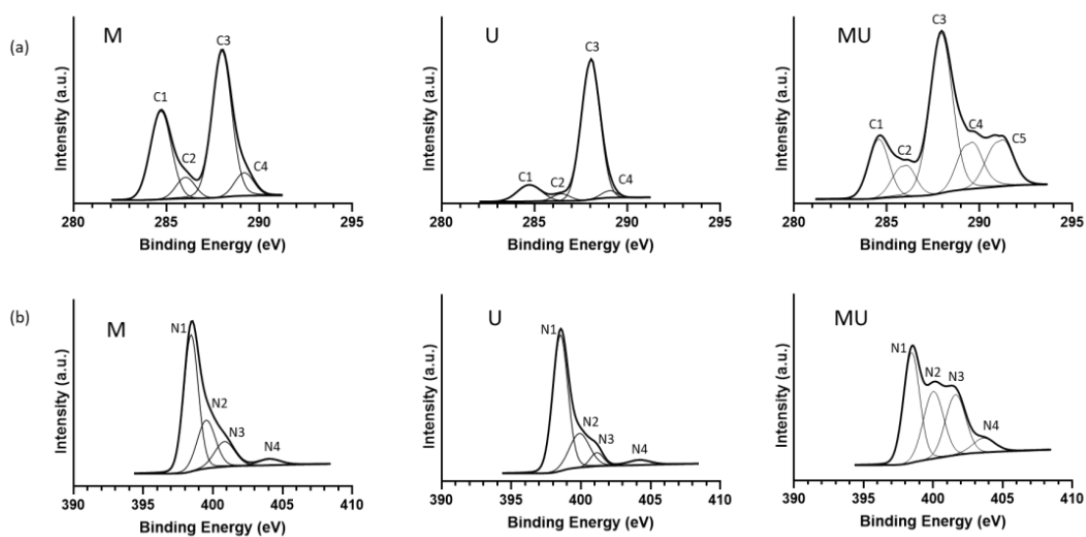 (a)
M
C1
C2
C3
C4
Intensity (a.u.)
280 285 290 295
Binding Energy (eV)
U
C1
C2
C3
C4
Intensity (a.u.)
280 285 290 295
Binding Energy (eV)
MU
C1
C2
C3
C4
C5
Intensity (a.u.)
280 285 290 295
Binding Energy (eV)
(b)
M
N1
N2
N3
N4
Intensity (a.u.)
390 395 400 405 410
Binding Energy (eV)
U
N1
N2
N3
N4
Intensity (a.u.)
390 395 400 405 410
Binding Energy (eV)
MU
N1
N2
N3
N4
Intensity (a.u.)
390 395 400 405 410
Binding Energy (eV)